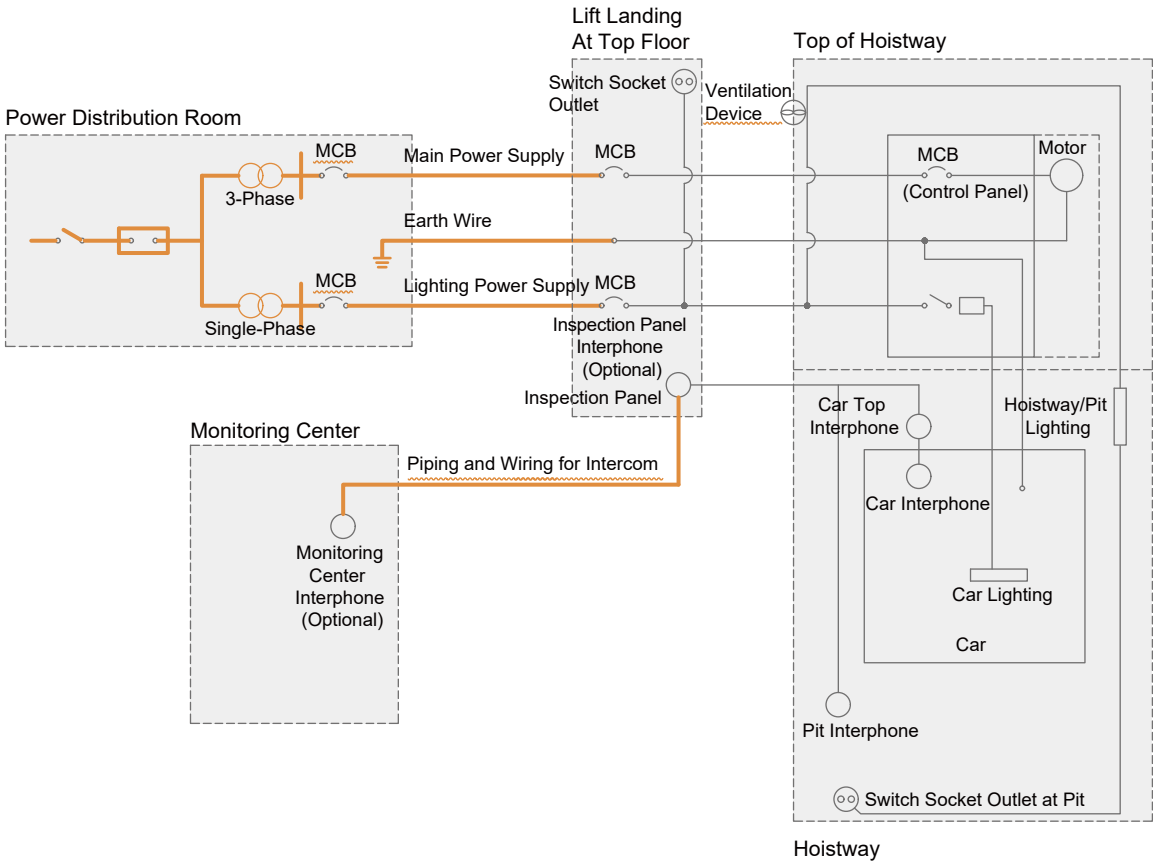 Lift Landing
At Top Floor
Top of Hoistway
Switch Socket
Outlet
Ventilation
Device
Power Distribution Room
MCB
Main Power Supply
MCB
MCB
Motor
3-Phase
(Control Panel)
Earth Wire
MCB
Lighting Power Supply
MCB
Single-Phase
Inspection Panel
Interphone
(Optional)
Inspection Panel
Car Top
Interphone
Hoistway/Pit
Lighting
Monitoring Center
Piping and Wiring for Intercom
Car Interphone
Monitoring
Center
Interphone
(Optional)
Car Lighting
Car
Pit Interphone
Switch Socket Outlet at Pit
Hoistway